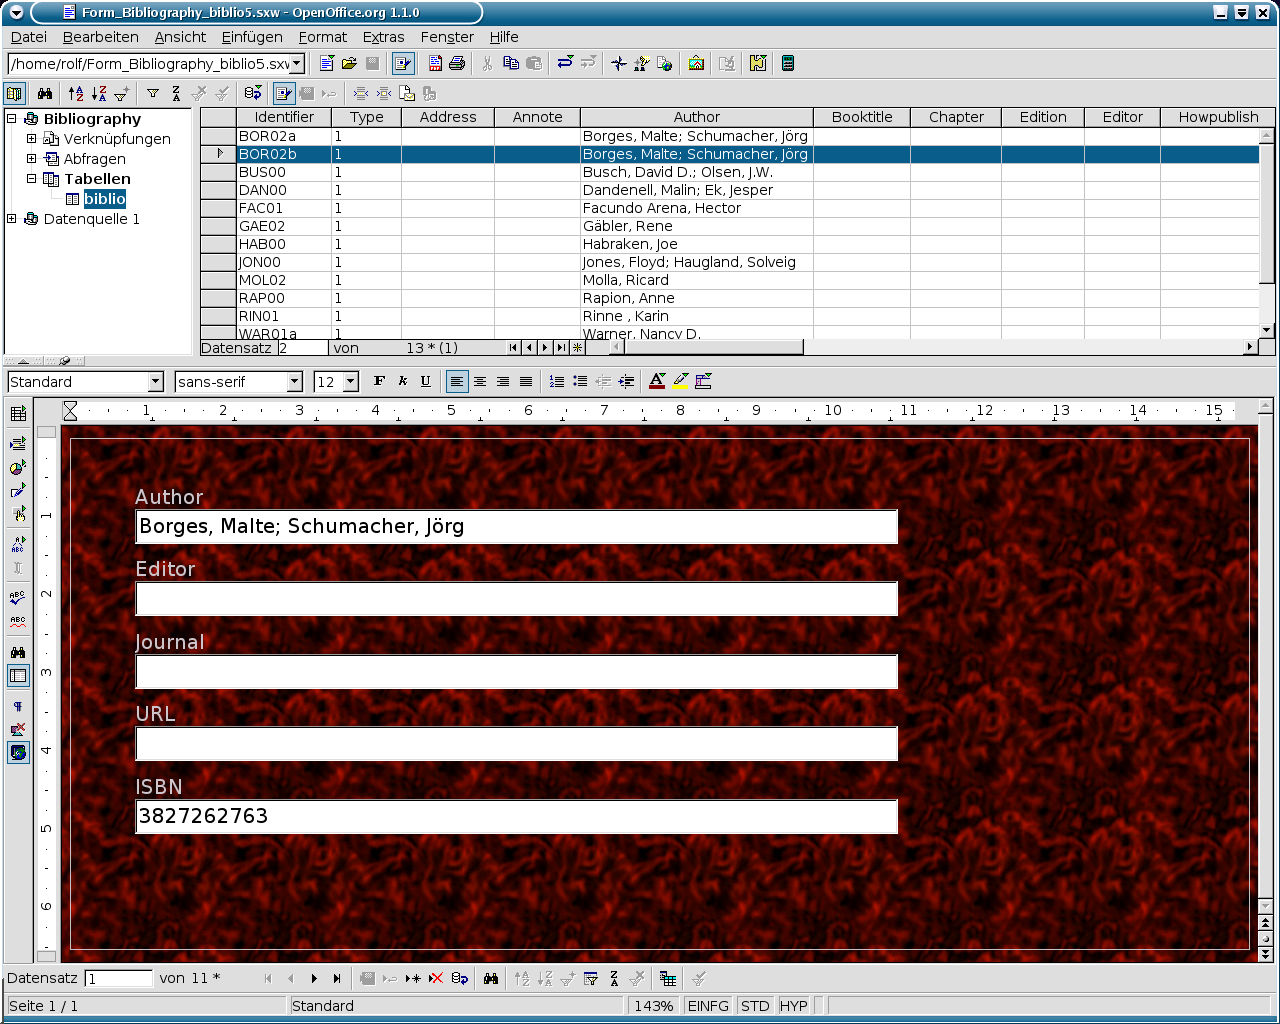 Form_Bibliography_biblio5.sxw - OpenOffice.org 1.1.0
Datei Bearbeiten Ansicht Einfügen Format Extras Fenster Hilfe
/home/rolf/Form_Bibliography_biblio5.sxw
Identifier Type Address Annote Author Booktitle Chapter Edition Editor Howpublish
Bibliography
Verknüpfungen
Abfragen
Tabellen
biblio
Datenquelle 1
BOR02a 1 Borges, Malte; Schumacher, Jörg
BOR02b 1 Borges, Malte; Schumacher, Jörg
BUS00 1 Busch, David D.; Olsen, J.W.
DAN00 1 Dandenell, Malin; Ek, Jesper
FAC01 1 Facundo Arena, Hector
GAE02 1 Gäbler, Rene
HAB00 1 Habraken, Joe
JON00 1 Jones, Floyd; Haugland, Solveig
MOL02 1 Molla, Ricard
RAP00 1 Rapion, Anne
RIN01 1 Rinne , Karin
WAR01a 1 Warner, Nancy D.
Datensatz 2 von 13 * (1)
Standard sans-serif 12 F k U
1 2 3 4 5 6 7 8 9 10 11 12 13 14 15
Author
Borges, Malte; Schumacher, Jörg
Editor
Journal
URL
ISBN
3827262763
1
2
3
4
5
6
Datensatz 1 von 11 *
Seite 1 / 1 Standard 143% EINFG STD HYP